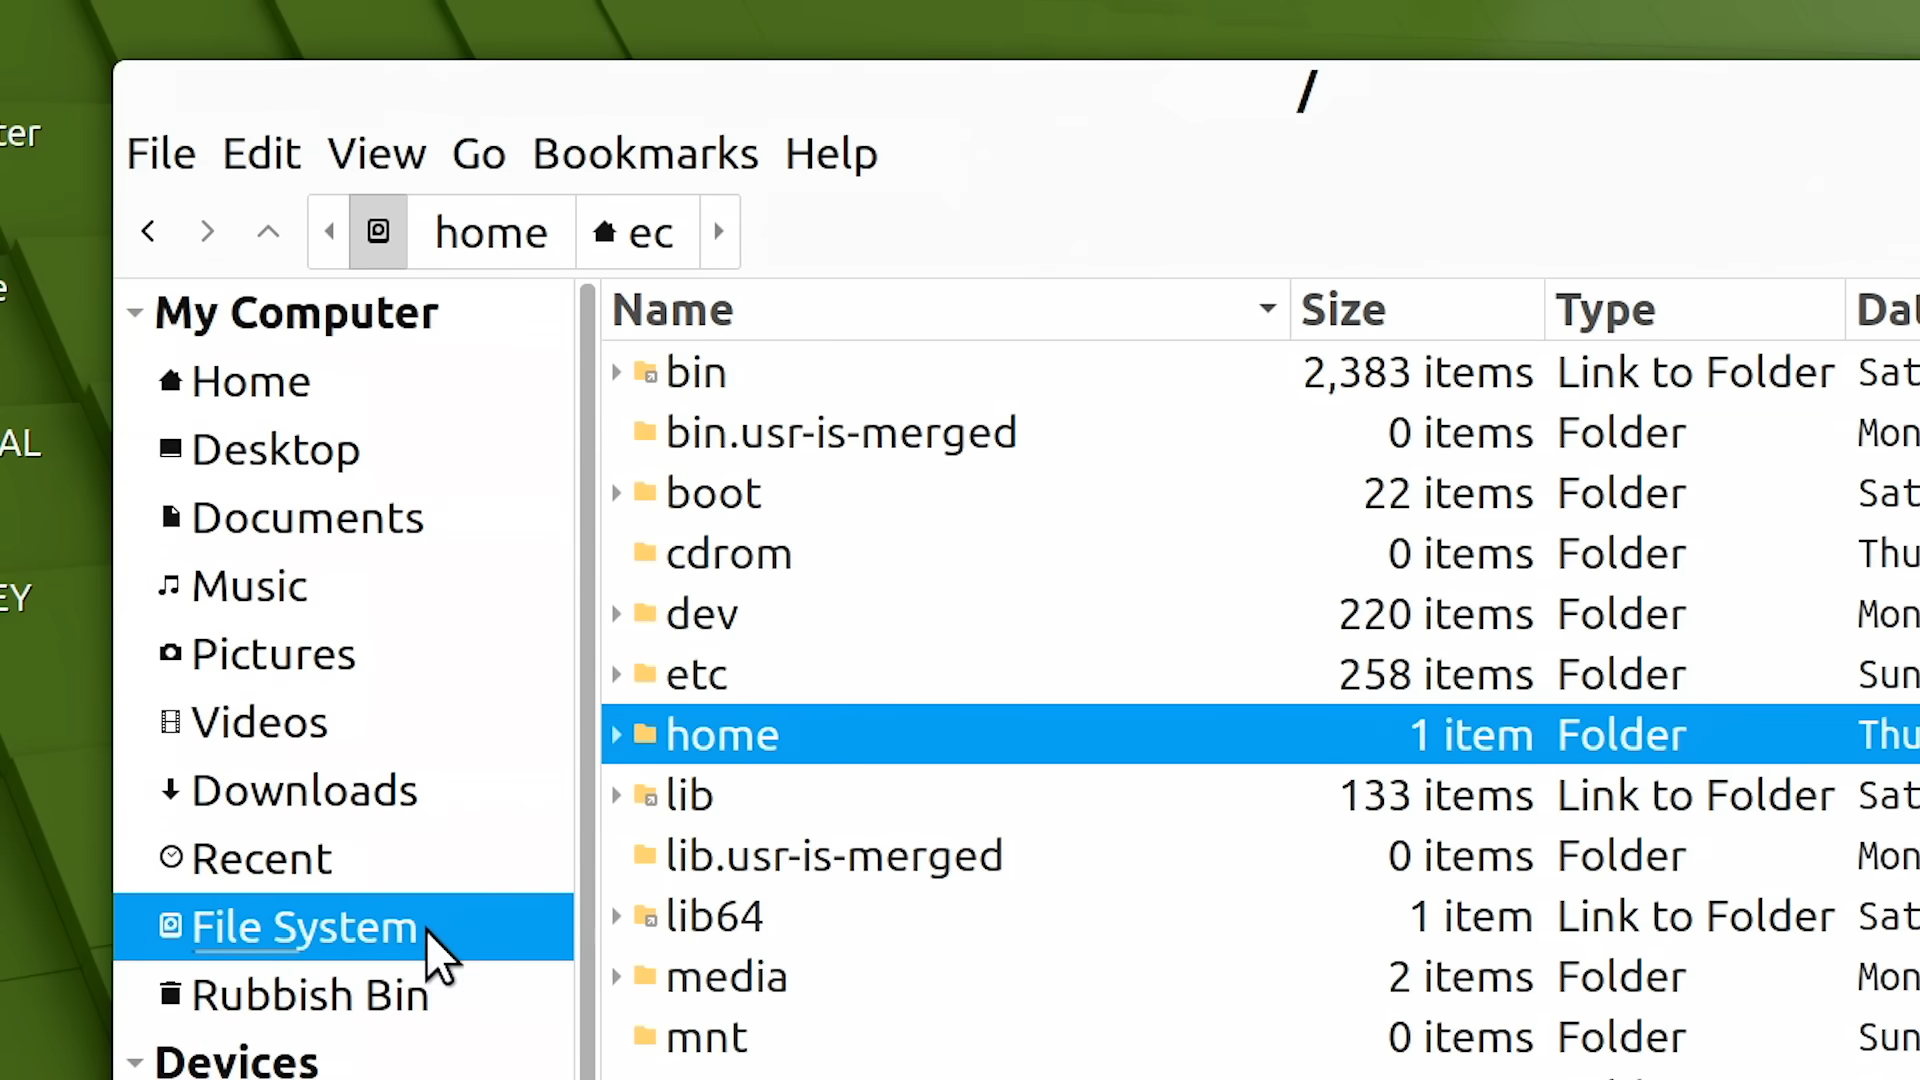 /
File Edit View Go Bookmarks Help
home ec
My Computer
Home
Desktop
Documents
Music
Pictures
Videos
Downloads
Recent
File System
Rubbish Bin
Devices
Name Size Type Dat
bin 2,383 items Link to Folder Sat
bin.usr-is-merged 0 items Folder Mon
boot 22 items Folder Sat
cdrom 0 items Folder Thu
dev 220 items Folder Mon
etc 258 items Folder Sun
home 1 item Folder Thu
lib 133 items Link to Folder Sat
lib.usr-is-merged 0 items Folder Mon
lib64 1 item Link to Folder Sat
media 2 items Folder Mon
mnt 0 items Folder Sun
ter
e
AL
EY